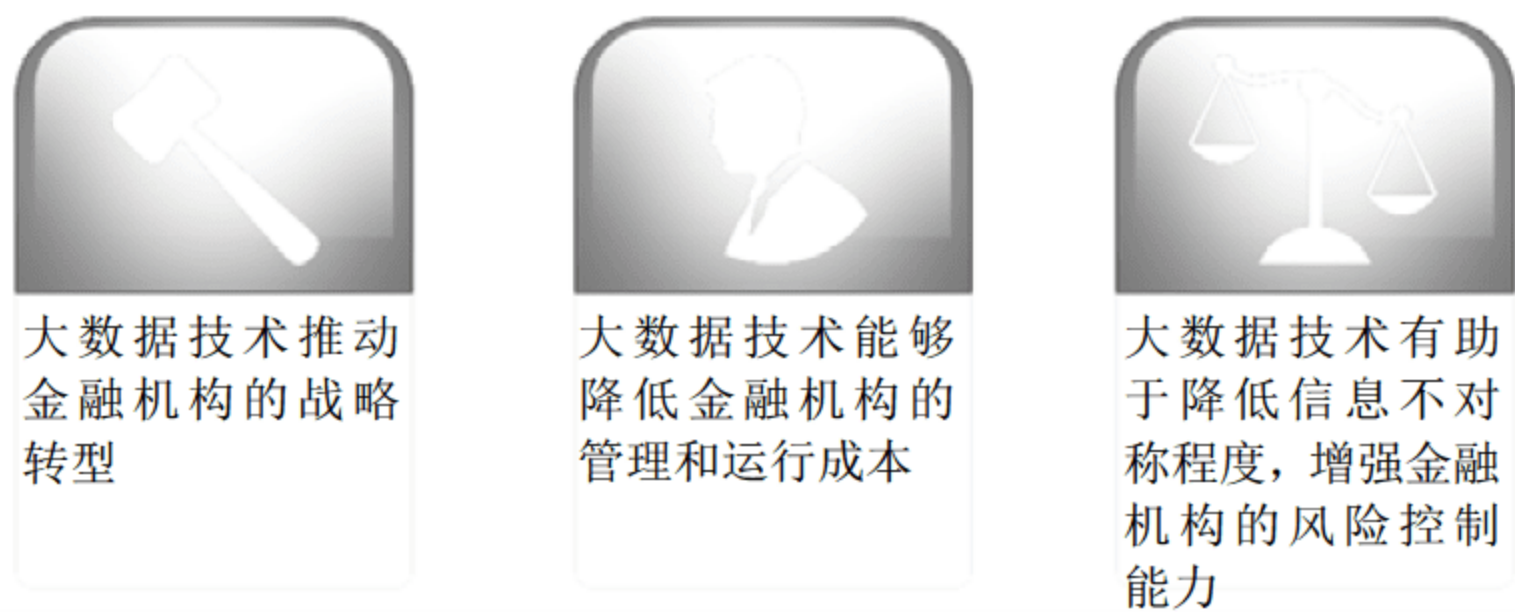 大数据技术推动
金融机构的战略
转型
大数据技术能够
降低金融机构的
管理和运行成本
大数据技术有助
于降低信息不对
称程度，增强金融
机构的风险控制
能力